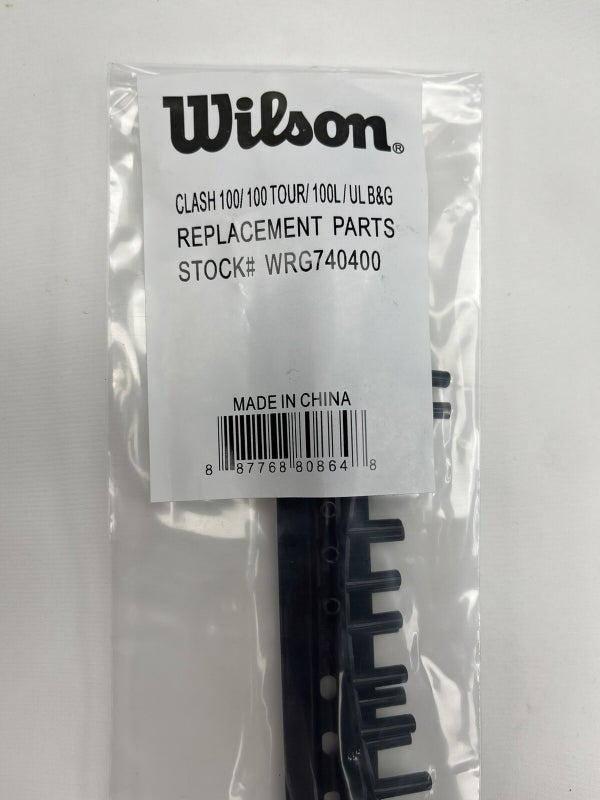 Wilson®
CLASH 100/ 100 TOUR/ 100L/ UL B&G
REPLACEMENT PARTS
STOCK# WRG740400
MADE IN CHINA
8 87768 80864 8